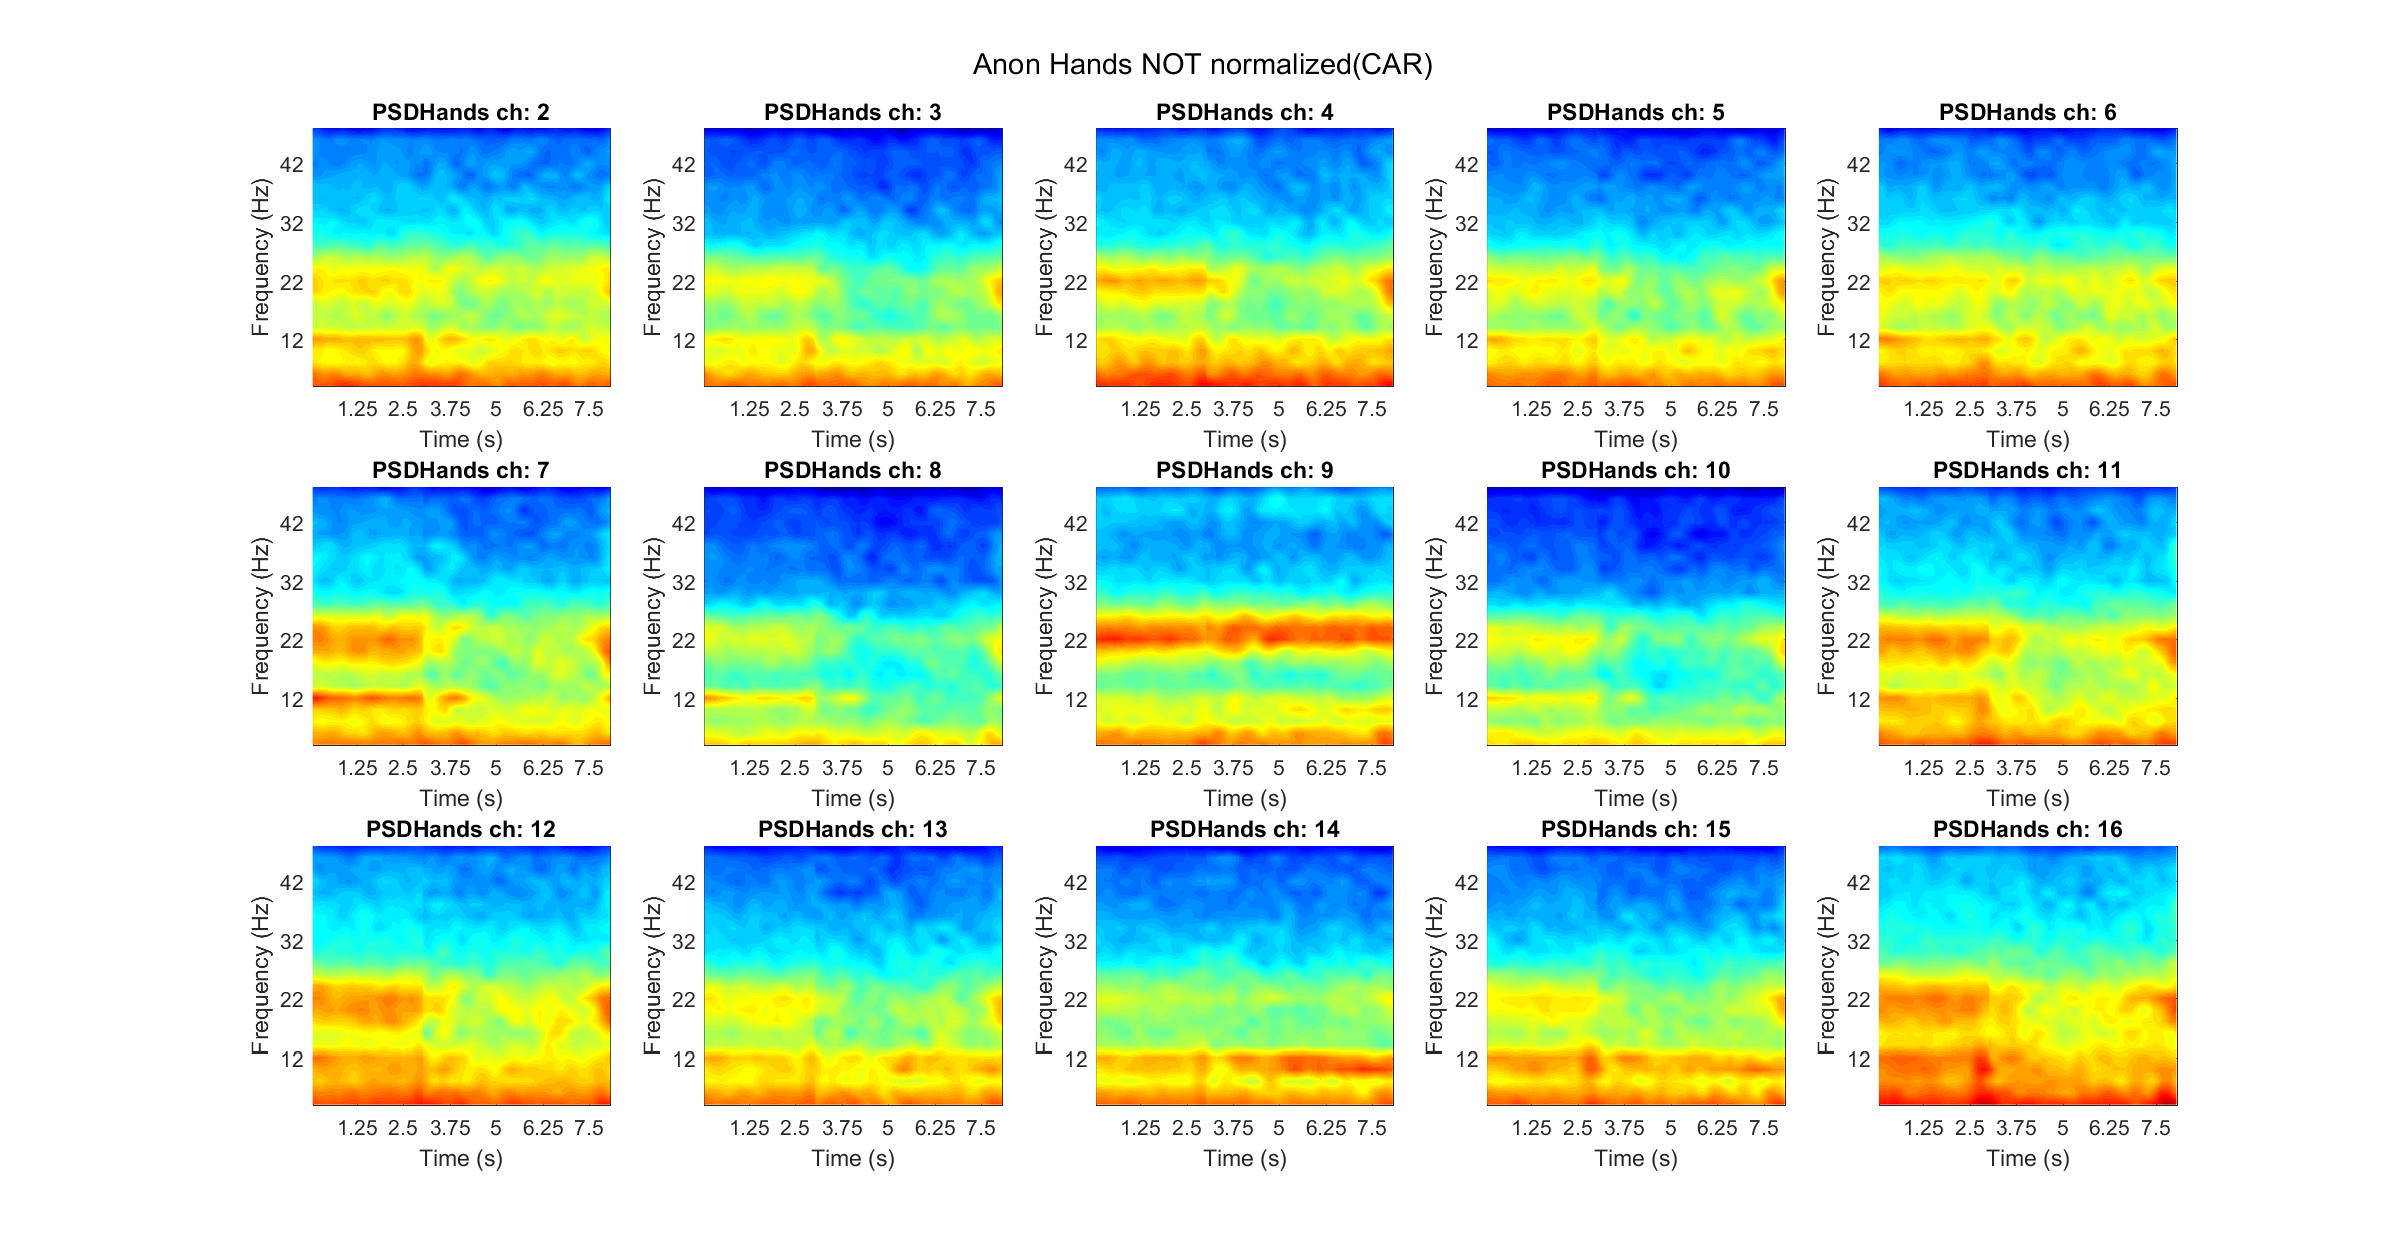 Anon Hands NOT normalized(CAR)
PSDHands ch: 2
Frequency (Hz)
42
32
22
12
1.25 2.5 3.75 5 6.25 7.5
Time (s)
PSDHands ch: 3
Frequency (Hz)
42
32
22
12
1.25 2.5 3.75 5 6.25 7.5
Time (s)
PSDHands ch: 4
Frequency (Hz)
42
32
22
12
1.25 2.5 3.75 5 6.25 7.5
Time (s)
PSDHands ch: 5
Frequency (Hz)
42
32
22
12
1.25 2.5 3.75 5 6.25 7.5
Time (s)
PSDHands ch: 6
Frequency (Hz)
42
32
22
12
1.25 2.5 3.75 5 6.25 7.5
Time (s)
PSDHands ch: 7
Frequency (Hz)
42
32
22
12
1.25 2.5 3.75 5 6.25 7.5
Time (s)
PSDHands ch: 8
Frequency (Hz)
42
32
22
12
1.25 2.5 3.75 5 6.25 7.5
Time (s)
PSDHands ch: 9
Frequency (Hz)
42
32
22
12
1.25 2.5 3.75 5 6.25 7.5
Time (s)
PSDHands ch: 10
Frequency (Hz)
42
32
22
12
1.25 2.5 3.75 5 6.25 7.5
Time (s)
PSDHands ch: 11
Frequency (Hz)
42
32
22
12
1.25 2.5 3.75 5 6.25 7.5
Time (s)
PSDHands ch: 12
Frequency (Hz)
42
32
22
12
1.25 2.5 3.75 5 6.25 7.5
Time (s)
PSDHands ch: 13
Frequency (Hz)
42
32
22
12
1.25 2.5 3.75 5 6.25 7.5
Time (s)
PSDHands ch: 14
Frequency (Hz)
42
32
22
12
1.25 2.5 3.75 5 6.25 7.5
Time (s)
PSDHands ch: 15
Frequency (Hz)
42
32
22
12
1.25 2.5 3.75 5 6.25 7.5
Time (s)
PSDHands ch: 16
Frequency (Hz)
42
32
22
12
1.25 2.5 3.75 5 6.25 7.5
Time (s)